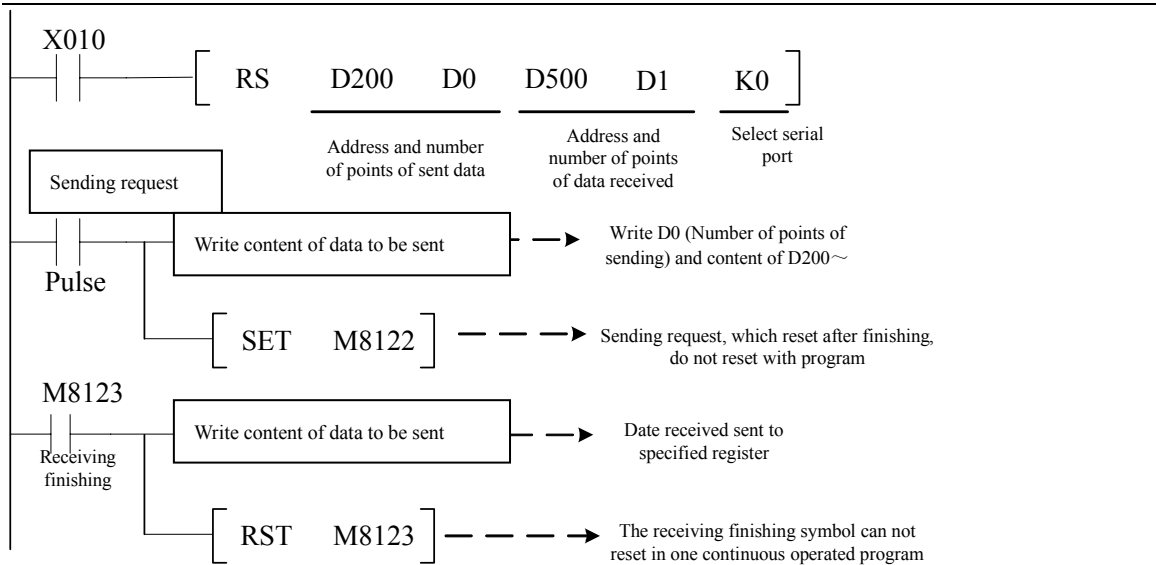 X010
RS D200 D0 D500 D1 K0
Address and number
of points of sent data
Address and
number of points
of data received
Select serial
port
Sending request
Write content of data to be sent
Write D0 (Number of points of
sending) and content of D200～
Pulse
SET M8122
Sending request, which reset after finishing,
do not reset with program
M8123
Write content of data to be sent
Date received sent to
specified register
Receiving
finishing
RST M8123
The receiving finishing symbol can not
reset in one continuous operated program